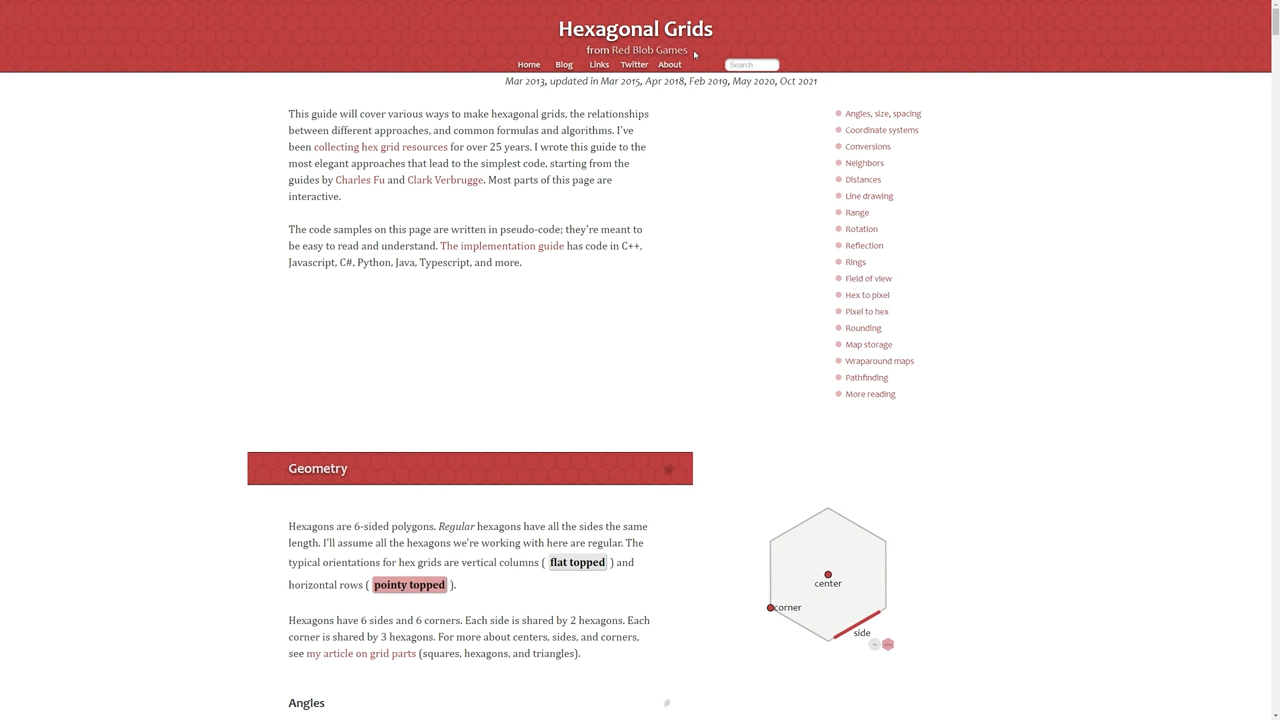 Hexagonal Grids
from Red Blob Games
Home Blog Links Twitter About Search
Mar 2013, updated in Mar 2015, Apr 2018, Feb 2019, May 2020, Oct 2021
This guide will cover various ways to make hexagonal grids, the relationships
between different approaches, and common formulas and algorithms. I've
been collecting hex grid resources for over 25 years. I wrote this guide to the
most elegant approaches that lead to the simplest code, starting from the
guides by Charles Fu and Clark Verbrugge. Most parts of this page are
interactive.
The code samples on this page are written in pseudo-code; they're meant to
be easy to read and understand. The implementation guide has code in C++,
Javascript, C#, Python, Java, Typescript, and more.
Angles, size, spacing
Coordinate systems
Conversions
Neighbors
Distances
Line drawing
Range
Rotation
Reflection
Rings
Field of view
Hex to pixel
Pixel to hex
Rounding
Map storage
Wraparound maps
Pathfinding
More reading
Geometry
Hexagons are 6-sided polygons. Regular hexagons have all the sides the same
length. I'll assume all the hexagons we're working with here are regular. The
typical orientations for hex grids are vertical columns ( flat topped ) and
horizontal rows ( pointy topped ).
Hexagons have 6 sides and 6 corners. Each side is shared by 2 hexagons. Each
corner is shared by 3 hexagons. For more about centers, sides, and corners,
see my article on grid parts (squares, hexagons, and triangles).
center
corner
side
Angles #